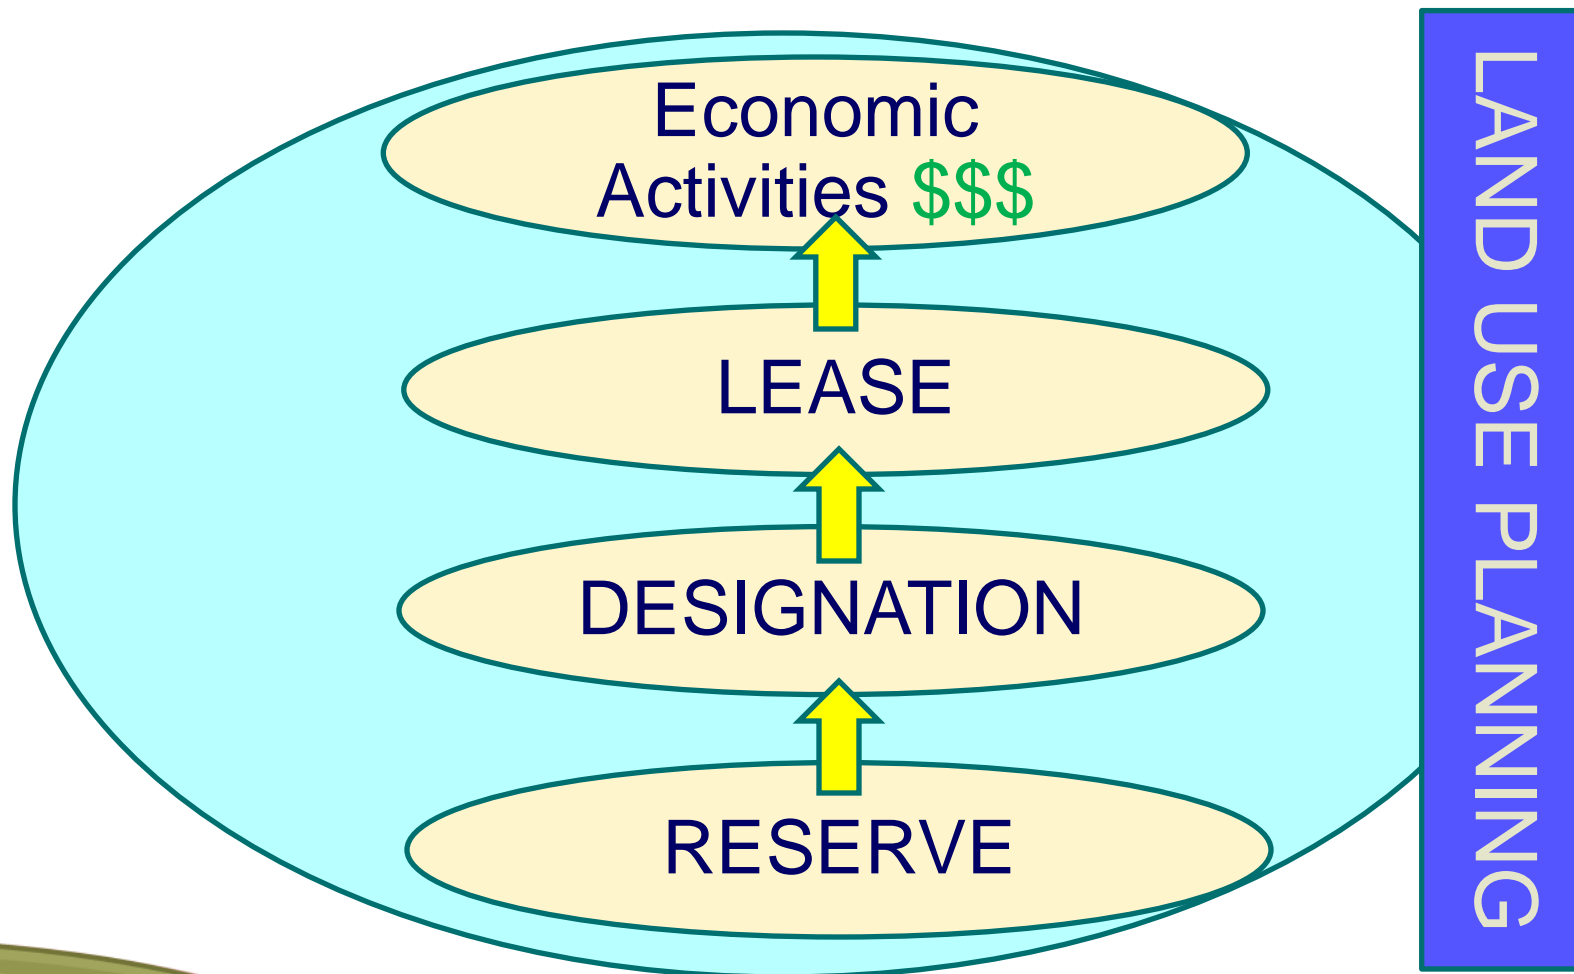 Economic
Activities $$$
LEASE
DESIGNATION
RESERVE
LAND USE PLANNING